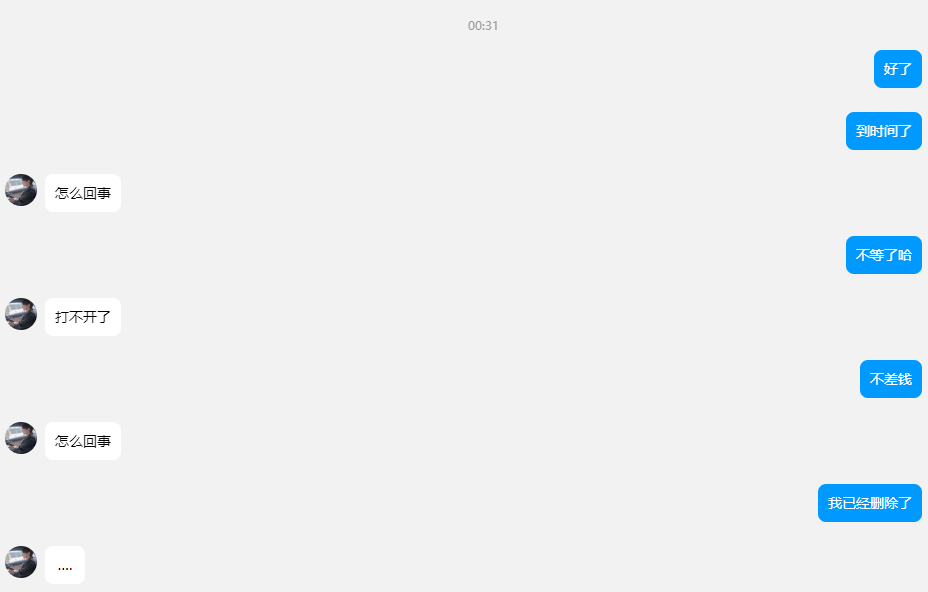 00:31
好了
到时间了
怎么回事
不等了哈
打不开了
不差钱
怎么回事
我已经删除了
....